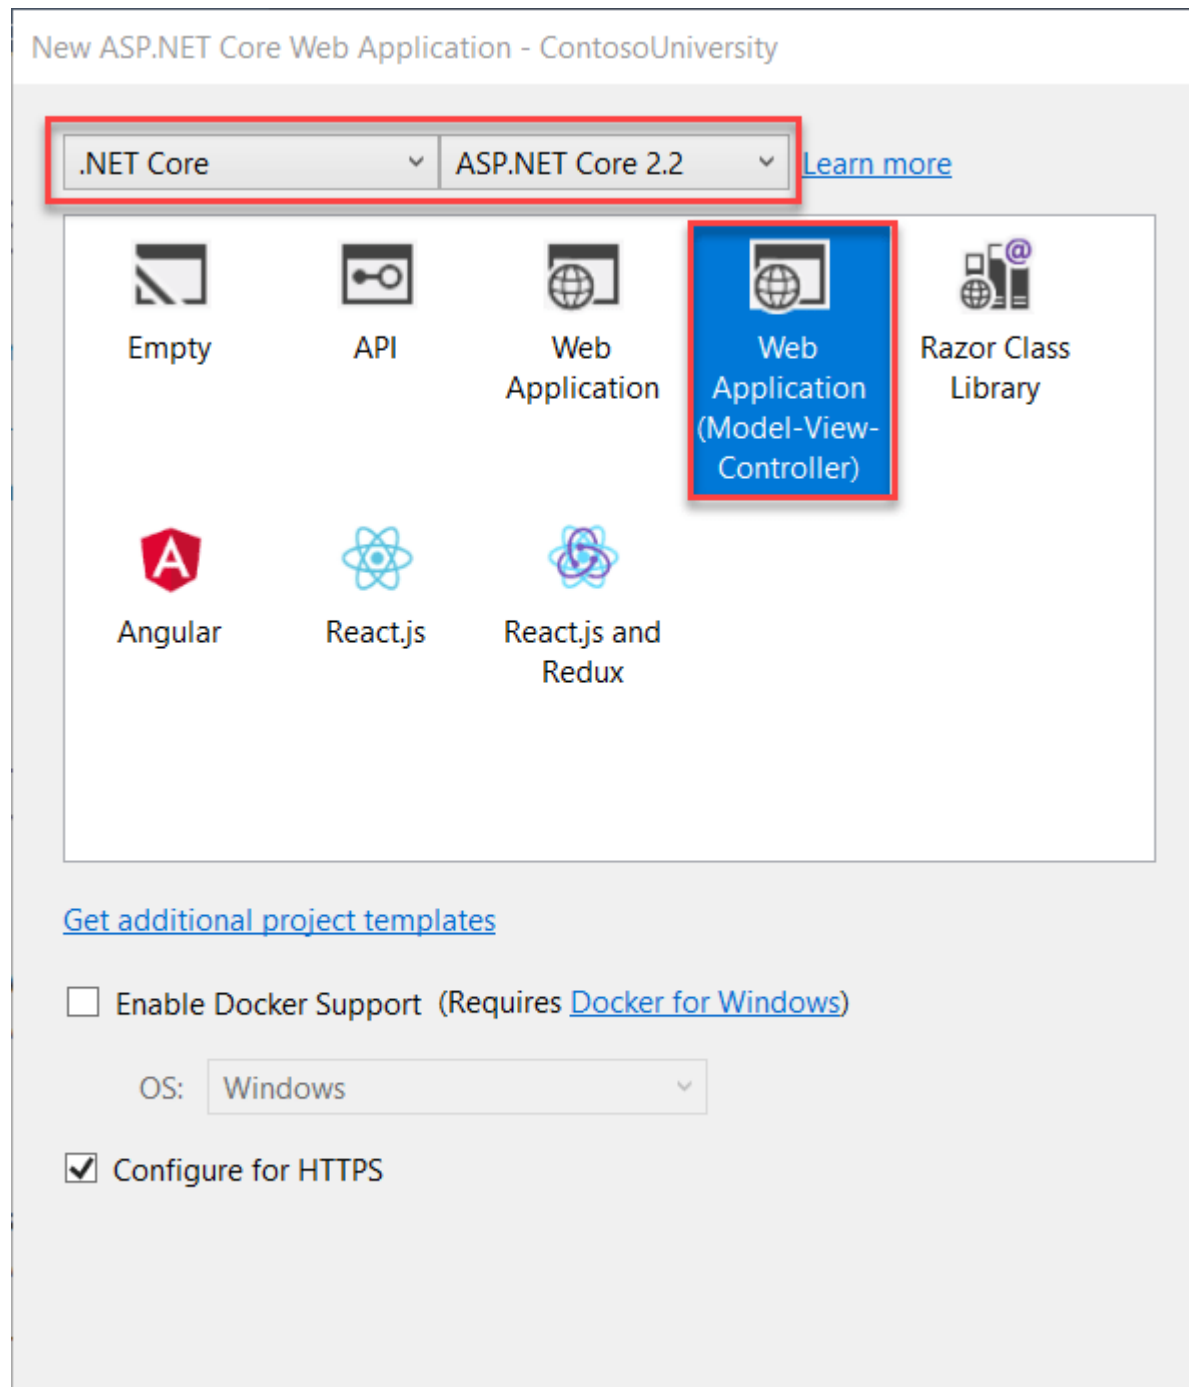 New ASP.NET Core Web Application - ContosoUniversity
.NET Core ASP.NET Core 2.2 Learn more
Empty
API
Web
Application
Web
Application
(Model-View-
Controller)
@
Razor Class
Library
A
Angular
React.js
React.js and
Redux
Get additional project templates
Enable Docker Support (Requires Docker for Windows)
OS: Windows
Configure for HTTPS